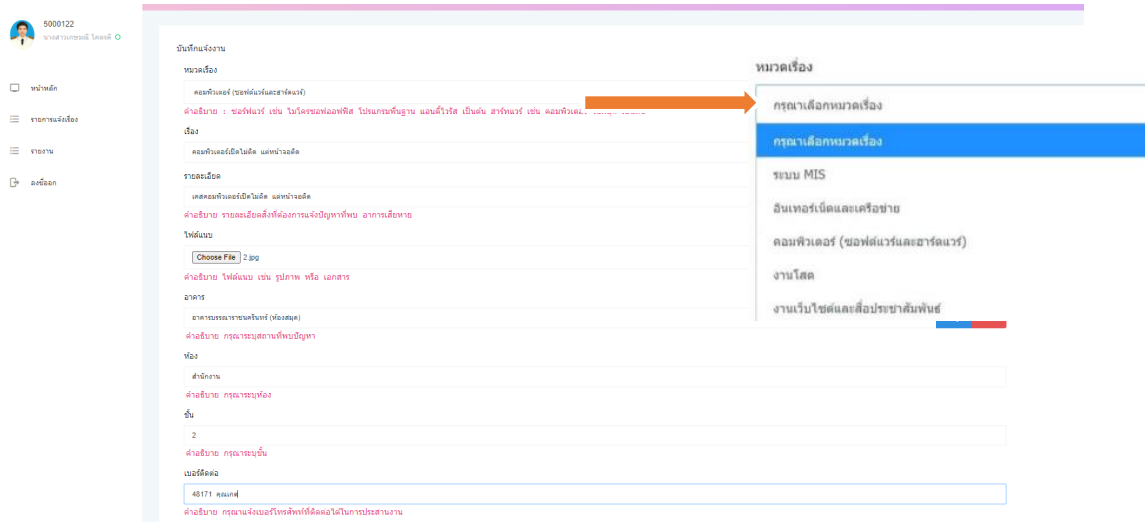 5000122
หน้าหลัก
รายการแจ้งเรื่อง
รายงาน
ลงชื่อออก
บันทึกแจ้งงาน
หมวดเรื่อง
คอมพิวเตอร์ (ซอฟต์แวร์และฮาร์ดแวร์)
คำอธิบาย : ซอร์ฟแวร์ เช่น ไมโครซอฟออฟฟิส โปรแกรมพื้นฐาน แอนตี้ไวรัส เป็นต้น ฮาร์ทแวร์ เช่น คอมพิวเตอร์
เรื่อง
คอมพิวเตอร์เปิดไม่ติด แต่หน้าจอติด
รายละเอียด
เคสคอมพิวเตอร์เปิดไม่ติด แต่หน้าจอติด
คำอธิบาย รายละเอียดสิ่งที่ต้องการแจ้งปัญหาที่พบ อาการเสียหาย
ไฟล์แนบ
Choose File 2.jpg
คำอธิบาย ไฟล์แนบ เช่น รูปภาพ หรือ เอกสาร
อาคาร
อาคารบรรณราชนครินทร์ (ห้องสมุด)
คำอธิบาย กรุณาระบุสถานที่พบปัญหา
ห้อง
สำนักงาน
คำอธิบาย กรุณาระบุห้อง
ชั้น
2
คำอธิบาย กรุณาระบุชั้น
เบอร์ติดต่อ
48171 คุณเกต
คำอธิบาย กรุณาแจ้งเบอร์โทรศัพท์ที่ติดต่อได้ในการประสานงาน
หมวดเรื่อง
กรุณาเลือกหมวดเรื่อง
กรุณาเลือกหมวดเรื่อง
ระบบ MIS
อินเทอร์เน็ตและเครือข่าย
คอมพิวเตอร์ (ซอฟต์แวร์และฮาร์ดแวร์)
งานโสต
งานเว็บไซต์และสื่อประชาสัมพันธ์